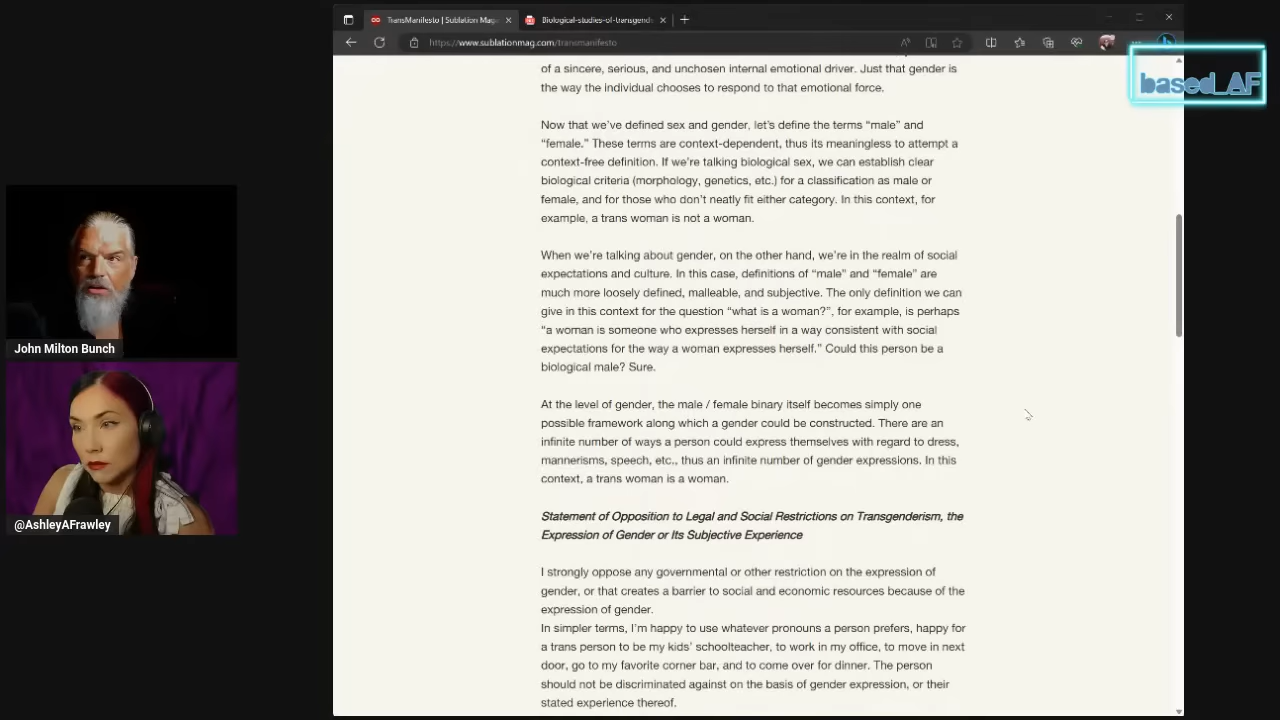 TransManifesto | Sublation Mag
Biological-studies-of-transgend
https://www.sublationmag.com/transmanifesto
based_AF
of a sincere, serious, and unchosen internal emotional driver. Just that gender is
the way the individual chooses to respond to that emotional force.
Now that we’ve defined sex and gender, let’s define the terms “male” and
“female.” These terms are context-dependent, thus its meaningless to attempt a
context-free definition. If we’re talking biological sex, we can establish clear
biological criteria (morphology, genetics, etc.) for a classification as male or
female, and for those who don’t neatly fit either category. In this context, for
example, a trans woman is not a woman.
When we’re talking about gender, on the other hand, we’re in the realm of social
expectations and culture. In this case, definitions of “male” and “female” are
much more loosely defined, malleable, and subjective. The only definition we can
give in this context for the question “what is a woman?”, for example, is perhaps
“a woman is someone who expresses herself in a way consistent with social
expectations for the way a woman expresses herself.” Could this person be a
biological male? Sure.
At the level of gender, the male / female binary itself becomes simply one
possible framework along which a gender could be constructed. There are an
infinite number of ways a person could express themselves with regard to dress,
mannerisms, speech, etc., thus an infinite number of gender expressions. In this
context, a trans woman is a woman.
Statement of Opposition to Legal and Social Restrictions on Transgenderism, the
Expression of Gender or Its Subjective Experience
I strongly oppose any governmental or other restriction on the expression of
gender, or that creates a barrier to social and economic resources because of the
expression of gender.
In simpler terms, I’m happy to use whatever pronouns a person prefers, happy for
a trans person to be my kids’ schoolteacher, to work in my office, to move in next
door, go to my favorite corner bar, and to come over for dinner. The person
should not be discriminated against on the basis of gender expression, or their
stated experience thereof.
John Milton Bunch
@AshleyAFrawley